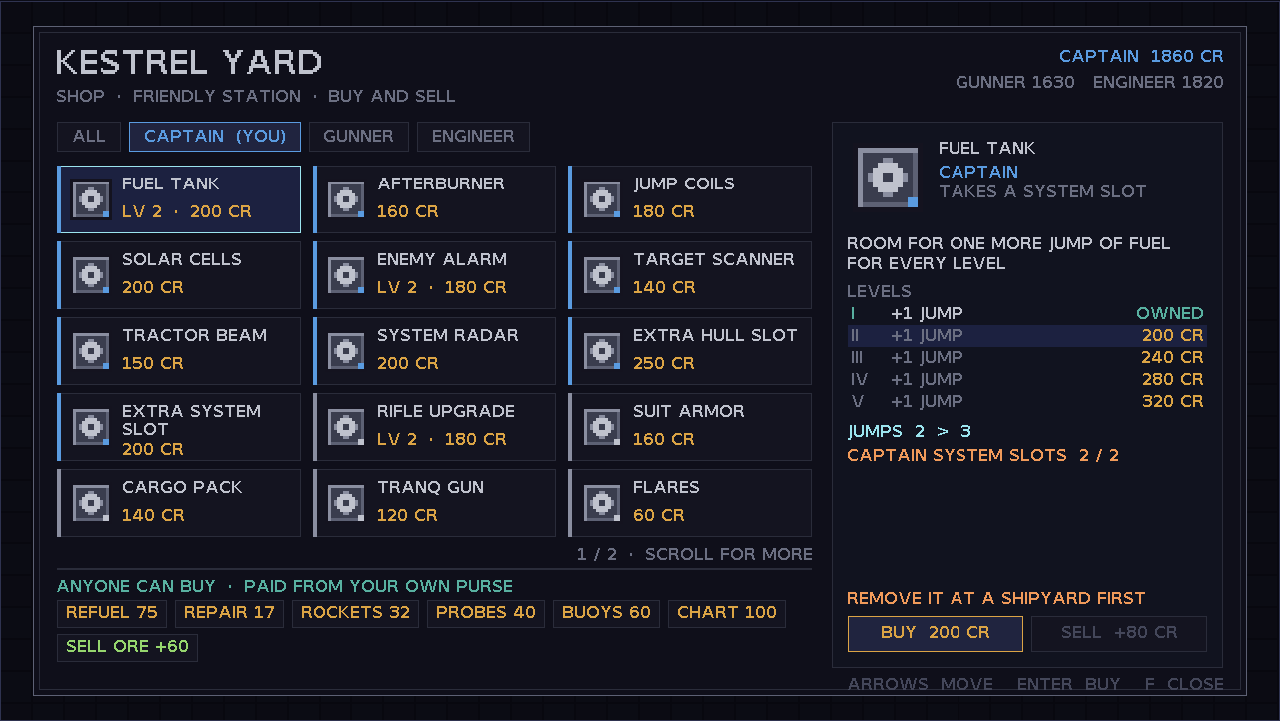 KESTREL YARD
SHOP · FRIENDLY STATION · BUY AND SELL
CAPTAIN 1860 CR
GUNNER 1630 ENGINEER 1820
ALL CAPTAIN (YOU) GUNNER ENGINEER
FUEL TANK
LV 2 · 200 CR
AFTERBURNER
160 CR
JUMP COILS
180 CR
SOLAR CELLS
200 CR
ENEMY ALARM
LV 2 · 180 CR
TARGET SCANNER
140 CR
TRACTOR BEAM
150 CR
SYSTEM RADAR
200 CR
EXTRA HULL SLOT
250 CR
EXTRA SYSTEM
SLOT
200 CR
RIFLE UPGRADE
LV 2 · 180 CR
SUIT ARMOR
160 CR
CARGO PACK
140 CR
TRANQ GUN
120 CR
FLARES
60 CR
1 / 2 · SCROLL FOR MORE
ANYONE CAN BUY · PAID FROM YOUR OWN PURSE
REFUEL 75 REPAIR 17 ROCKETS 32 PROBES 40 BUOYS 60 CHART 100
SELL ORE +60
FUEL TANK
CAPTAIN
TAKES A SYSTEM SLOT
ROOM FOR ONE MORE JUMP OF FUEL
FOR EVERY LEVEL
LEVELS
I +1 JUMP OWNED
II +1 JUMP 200 CR
III +1 JUMP 240 CR
IV +1 JUMP 280 CR
V +1 JUMP 320 CR
JUMPS 2 > 3
CAPTAIN SYSTEM SLOTS 2 / 2
REMOVE IT AT A SHIPYARD FIRST
BUY 200 CR SELL +80 CR
ARROWS MOVE ENTER BUY F CLOSE